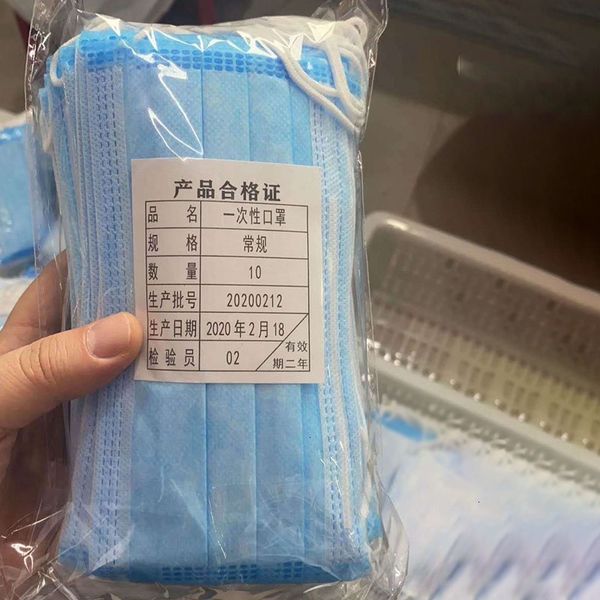 产品合格证
品 名 一次性口罩
规 格 常规
数 量 10
生产批号 20200212
生产日期 2020年2月18
检验员 02 有效期二年